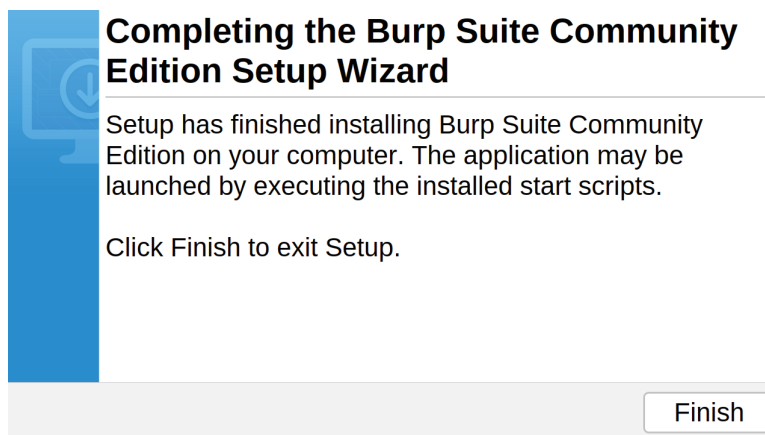 Completing the Burp Suite Community
Edition Setup Wizard
Setup has finished installing Burp Suite Community
Edition on your computer. The application may be
launched by executing the installed start scripts.
Click Finish to exit Setup.
Finish